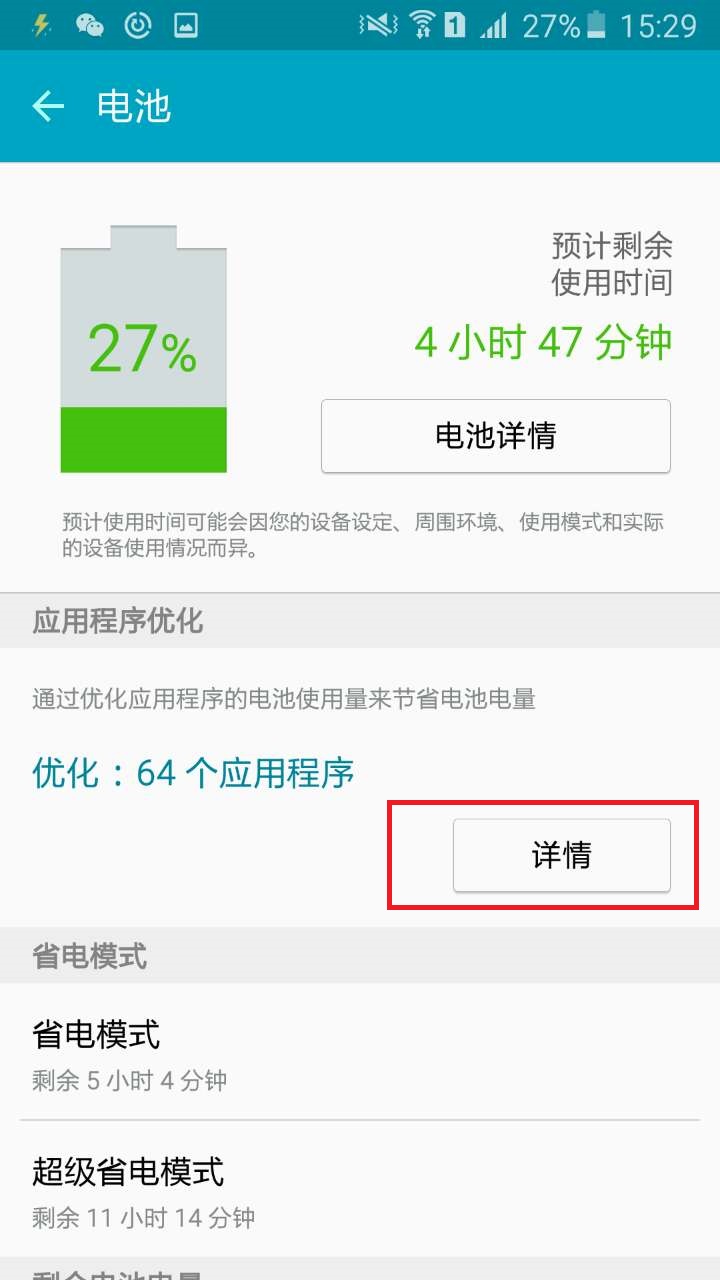 1 27% 15:29
电池
预计剩余
使用时间
27%
4 小时 47 分钟
电池详情
预计使用时间可能会因您的设备设定、周围环境、使用模式和实际
的设备使用情况而异。
应用程序优化
通过优化应用程序的电池使用量来节省电池电量
优化：64 个应用程序
详情
省电模式
省电模式
剩余 5 小时 4 分钟
超级省电模式
剩余 11 小时 14 分钟
剩余电池电量